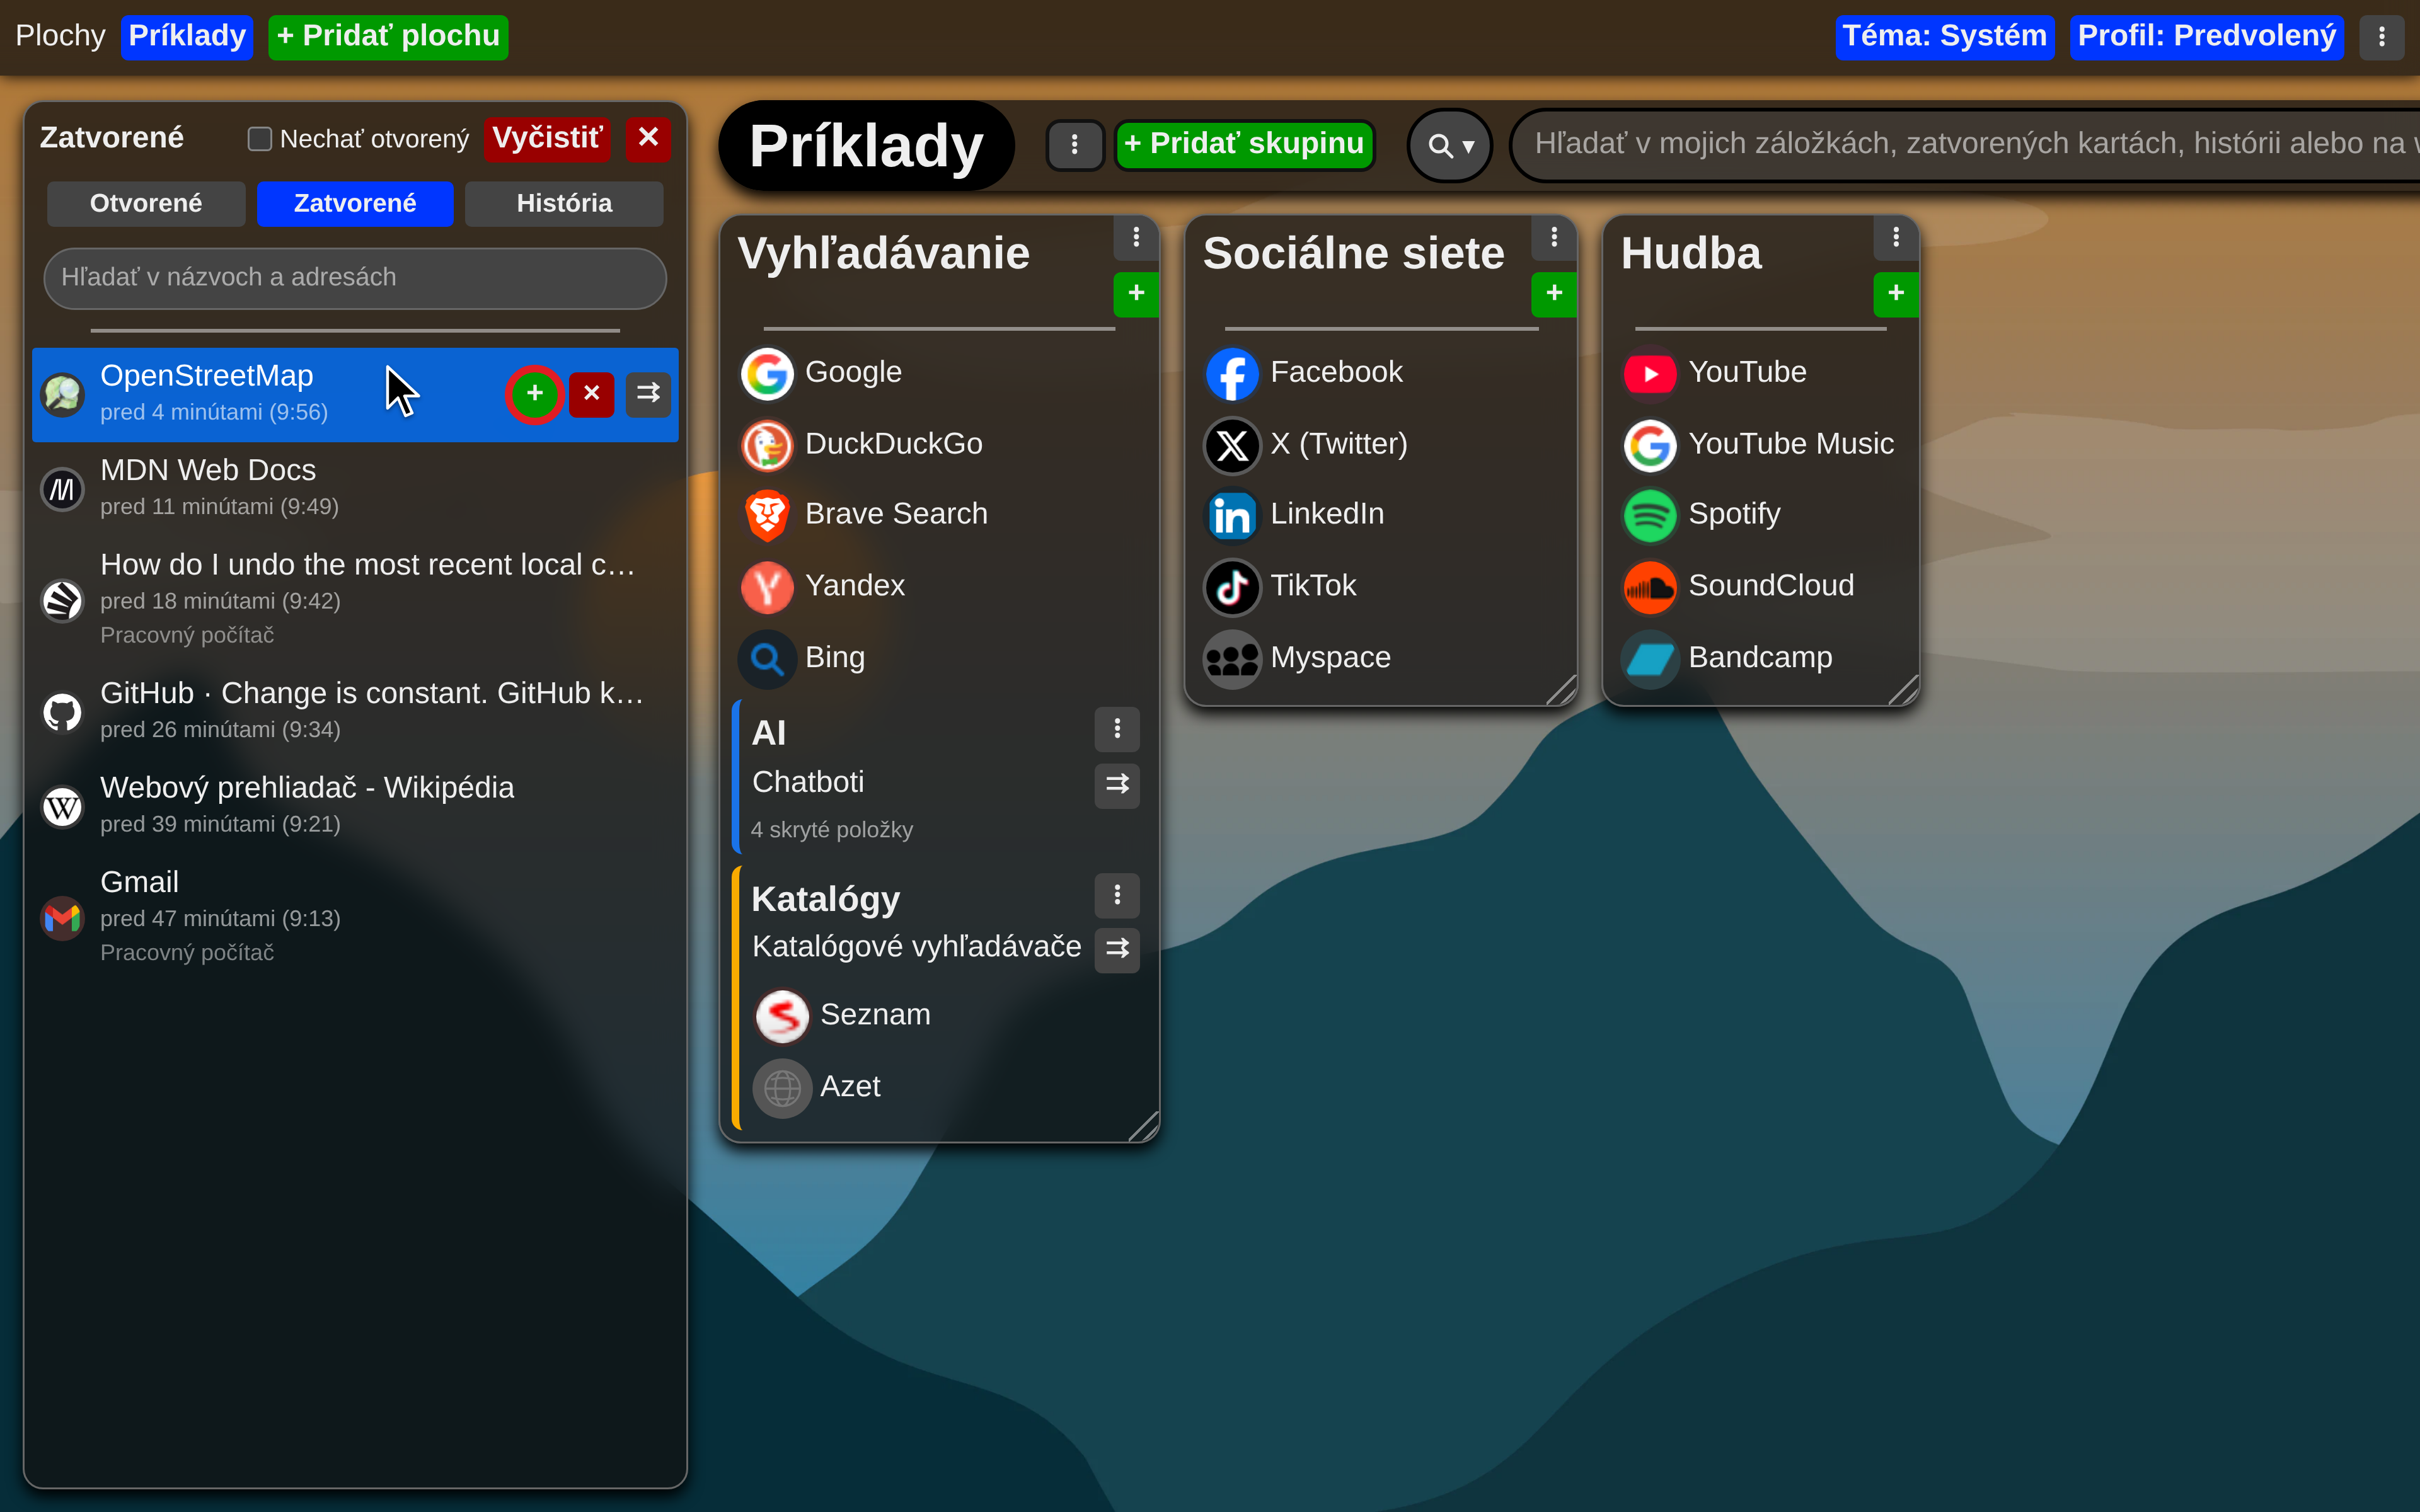 Plochy
Príklady
+ Pridať plochu
Téma: Systém
Profil: Predvolený
Zatvorené
Nechať otvorený
Vyčistiť
Otvorené
Zatvorené
História
Hľadať v názvoch a adresách
OpenStreetMap
pred 4 minútami (9:56)
MDN Web Docs
pred 11 minútami (9:49)
How do I undo the most recent local c…
pred 18 minútami (9:42)
Pracovný počítač
GitHub · Change is constant. GitHub k…
pred 26 minútami (9:34)
Webový prehliadač - Wikipédia
pred 39 minútami (9:21)
Gmail
pred 47 minútami (9:13)
Pracovný počítač
Príklady
+ Pridať skupinu
Hľadať v mojich záložkách, zatvorených kartách, histórii alebo na
Vyhľadávanie
Google
DuckDuckGo
Brave Search
Yandex
Bing
AI
Chatboti
4 skryté položky
Katalógy
Katalógové vyhľadávače
Seznam
Azet
Sociálne siete
Facebook
X (Twitter)
LinkedIn
TikTok
Myspace
Hudba
YouTube
YouTube Music
Spotify
SoundCloud
Bandcamp